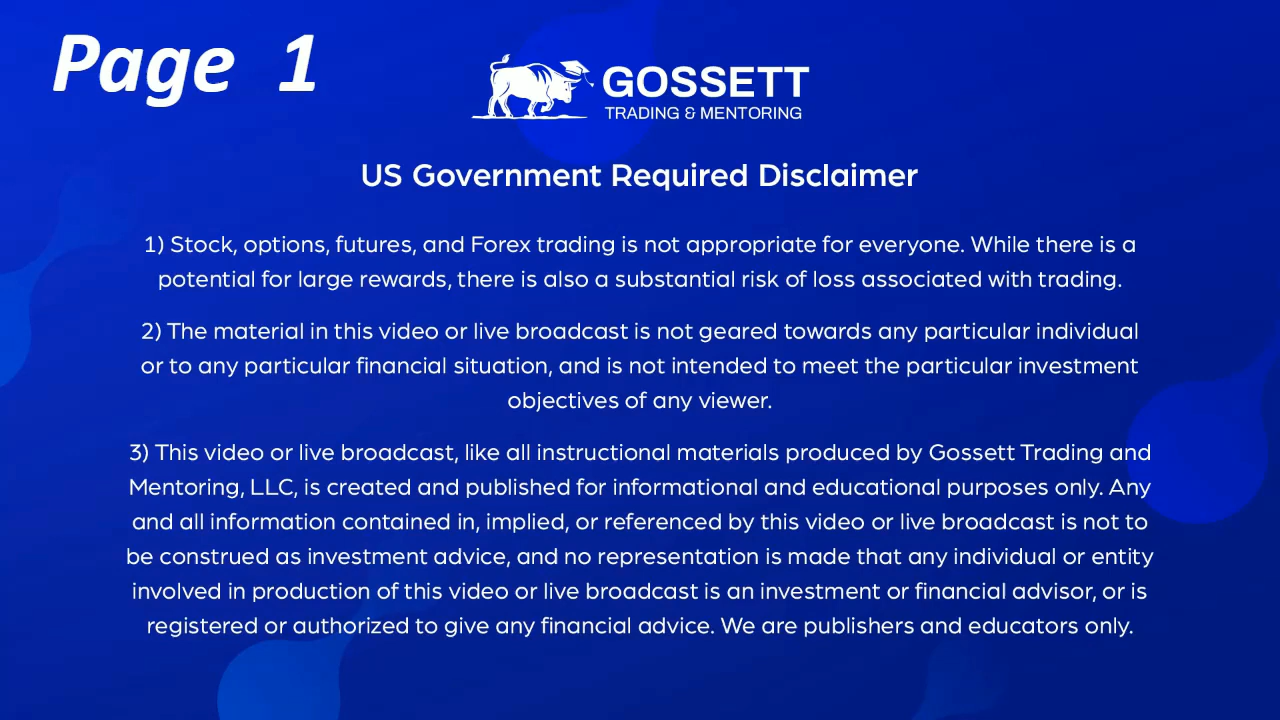 Page 1
GOSSETT
TRADING & MENTORING
US Government Required Disclaimer
1) Stock, options, futures, and Forex trading is not appropriate for everyone. While there is a
potential for large rewards, there is also a substantial risk of loss associated with trading.
2) The material in this video or live broadcast is not geared towards any particular individual
or to any particular financial situation, and is not intended to meet the particular investment
objectives of any viewer.
3) This video or live broadcast, like all instructional materials produced by Gossett Trading and
Mentoring, LLC, is created and published for informational and educational purposes only. Any
and all information contained in, implied, or referenced by this video or live broadcast is not to
be construed as investment advice, and no representation is made that any individual or entity
involved in production of this video or live broadcast is an investment or financial advisor, or is
registered or authorized to give any financial advice. We are publishers and educators only.